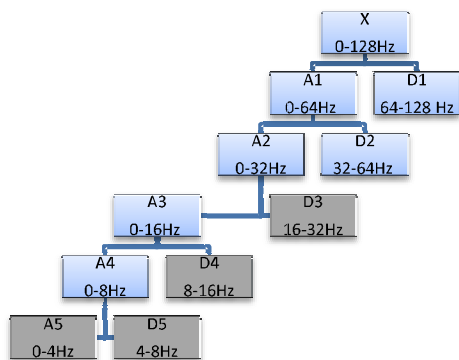 X
0-128Hz
A1
0-64Hz
D1
64-128 Hz
A2
0-32Hz
D2
32-64Hz
A3
0-16Hz
D3
16-32Hz
A4
0-8Hz
D4
8-16Hz
A5
0-4Hz
D5
4-8Hz